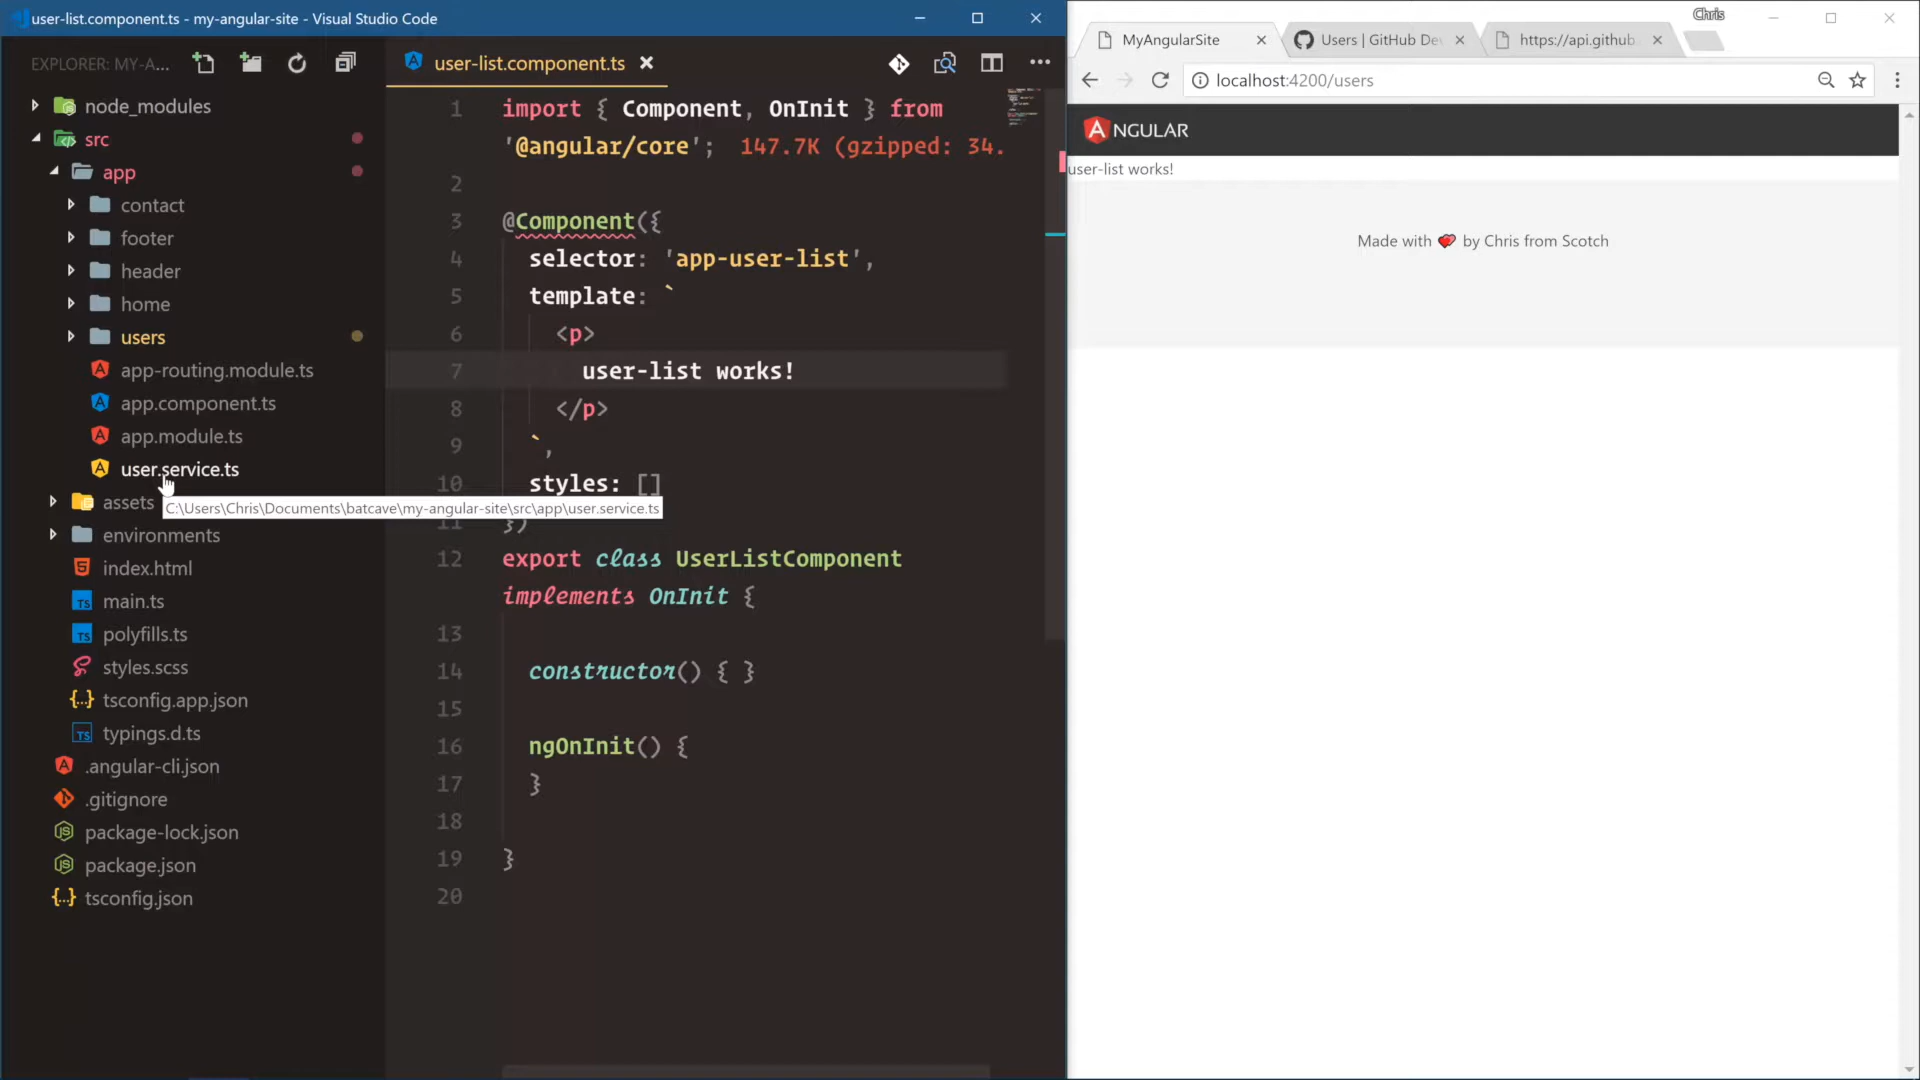 user-list.component.ts - my-angular-site - Visual Studio Code
EXPLORER: MY-A...
node_modules
src
app
contact
footer
header
home
users
app-routing.module.ts
app.component.ts
app.module.ts
user.service.ts
assets
environments
index.html
main.ts
polyfills.ts
styles.scss
tsconfig.app.json
typings.d.ts
.angular-cli.json
.gitignore
package-lock.json
package.json
tsconfig.json
C:\Users\Chris\Documents\batcave\my-angular-site\src\app\user.service.ts
user-list.component.ts
1 import { Component, OnInit } from
'@angular/core'; 147.7K (gzipped: 34.
2
3 @Component({
4 selector: 'app-user-list',
5 template: `
6 <p>
7 user-list works!
8 </p>
9 `,
10 styles: []
11 })
12 export class UserListComponent
implements OnInit {
13
14 constructor() { }
15
16 ngOnInit() {
17 }
18
19 }
20
Chris
MyAngularSite
Users | GitHub De
https://api.github.
localhost:4200/users
ANGULAR
user-list works!
Made with ❤ by Chris from Scotch